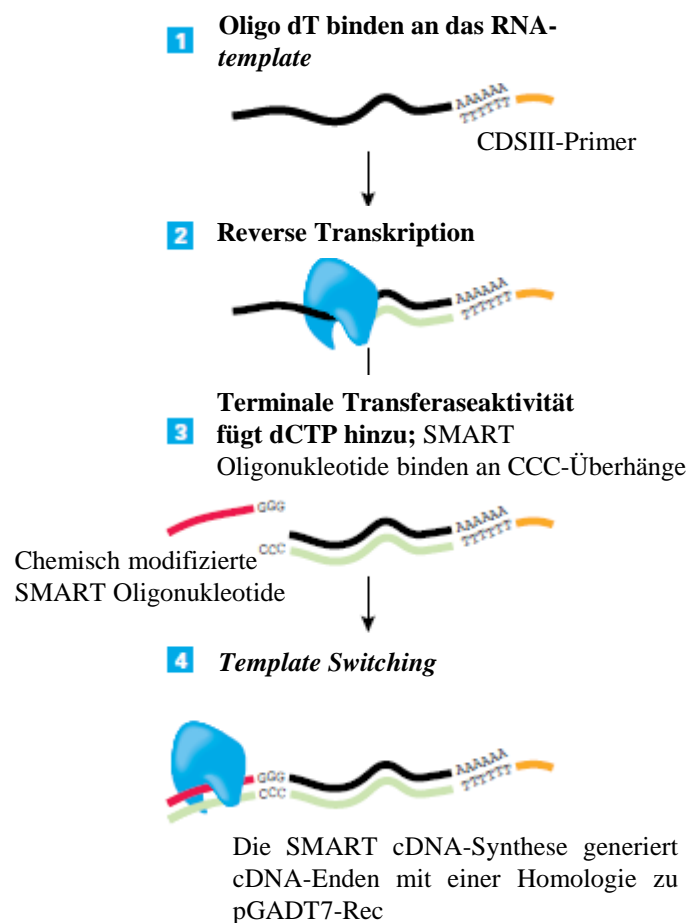 1 Oligo dT binden an das RNA-
template
AAAAAA
TTTTTT
CDSIII-Primer
2 Reverse Transkription
AAAAAA
TTTTTT
Terminale Transferaseaktivität
3 fügt dCTP hinzu; SMART
Oligonukleotide binden an CCC-Überhänge
GGG
AAAAAA
TTTTTT
CCC
Chemisch modifizierte
SMART Oligonukleotide
4 Template Switching
AAAAAA
TTTTTT
GGG
CCC
Die SMART cDNA-Synthese generiert
cDNA-Enden mit einer Homologie zu
pGADT7-Rec